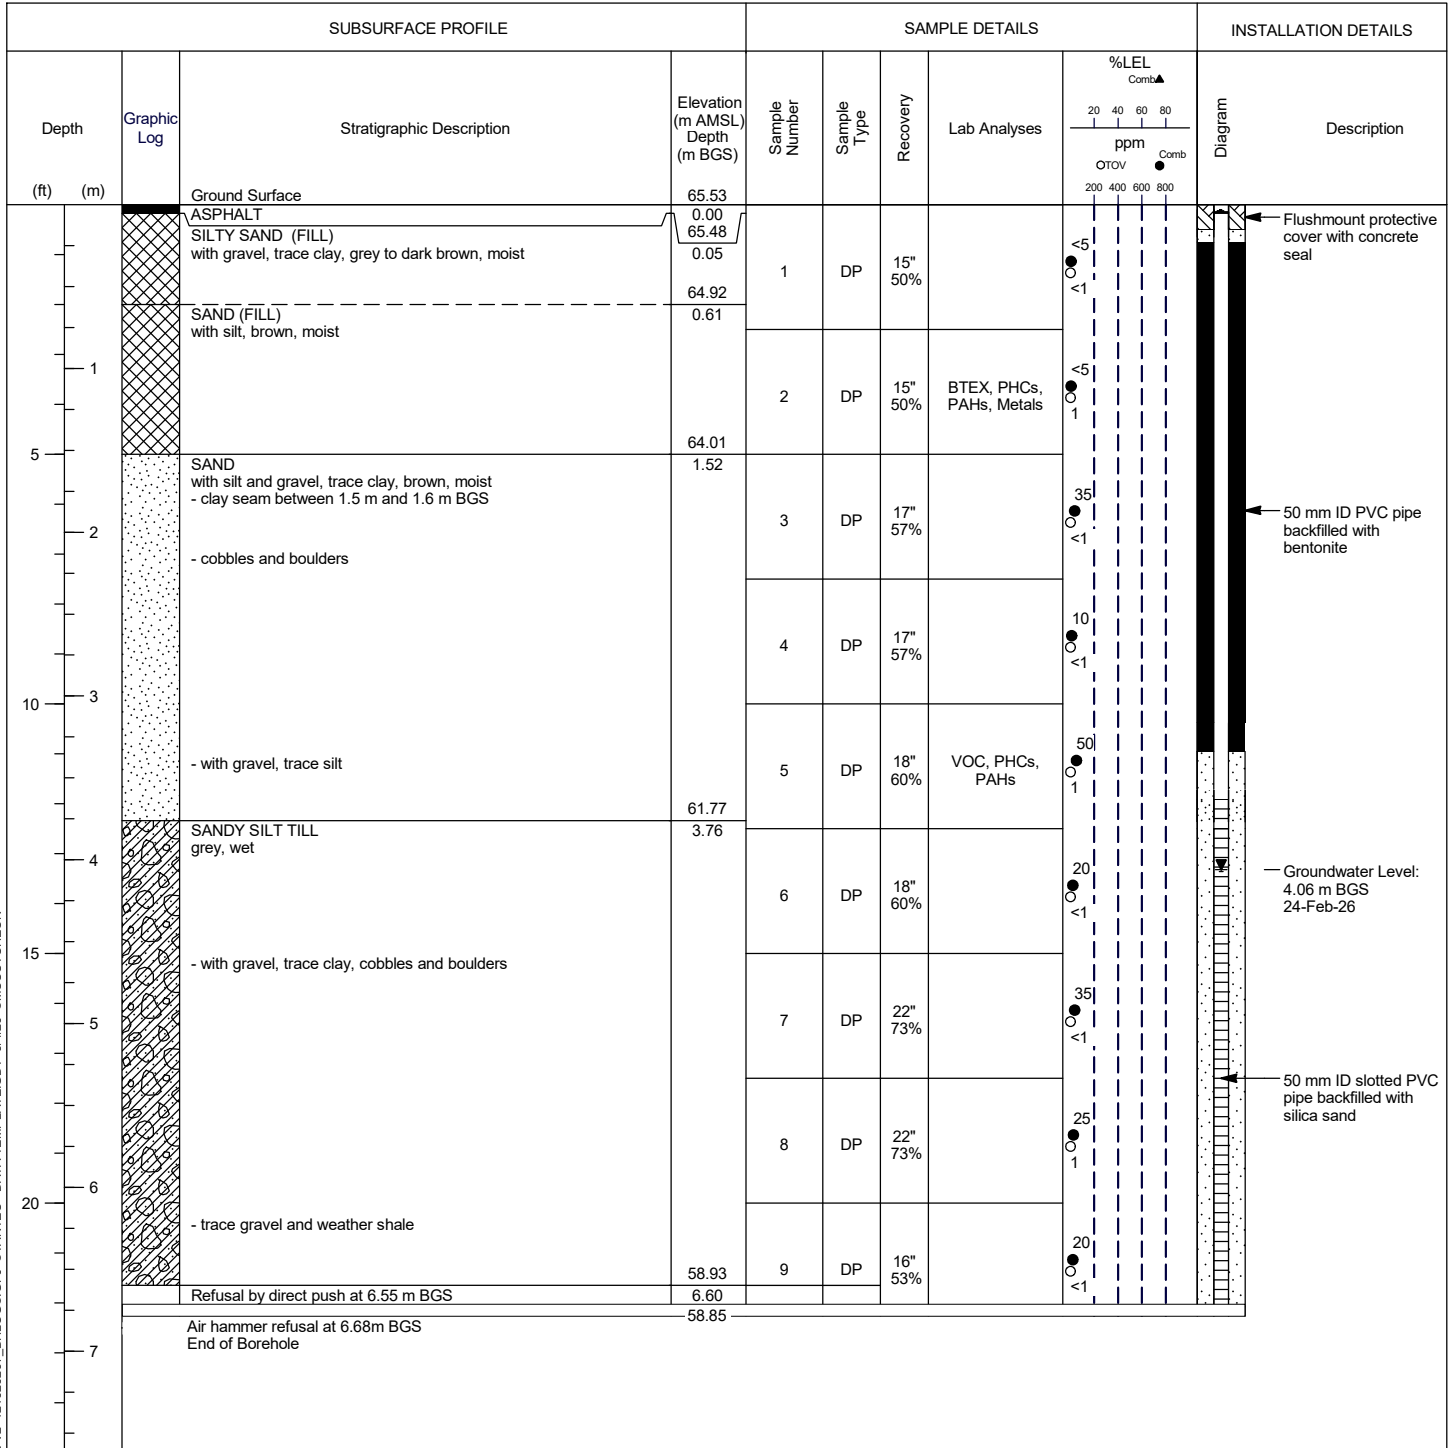 SUBSURFACE PROFILE
SAMPLE DETAILS
INSTALLATION DETAILS
Depth
(ft) (m)
Graphic
Log
Stratigraphic Description
Elevation
(m AMSL)
Depth
(m BGS)
Sample
Number
Sample
Type
Recovery
Lab Analyses
%LEL
Comb▲
20 40 60 80
ppm
OTOV ● Comb
200 400 600 800
Diagram
Description
Ground Surface 65.53
ASPHALT 0.00
65.48
SILTY SAND (FILL)
with gravel, trace clay, grey to dark brown, moist 0.05
64.92
SAND (FILL) 0.61
with silt, brown, moist
64.01
SAND 1.52
with silt and gravel, trace clay, brown, moist
- clay seam between 1.5 m and 1.6 m BGS
- cobbles and boulders
- with gravel, trace silt
61.77
SANDY SILT TILL 3.76
grey, wet
- with gravel, trace clay, cobbles and boulders
- trace gravel and weather shale
58.93
Refusal by direct push at 6.55 m BGS 6.60
58.85
Air hammer refusal at 6.68m BGS
End of Borehole
1
5
2
3
10
4
15
5
6
20
7
1 DP 15" 50% <5 <1
2 DP 15" 50% BTEX, PHCs, PAHs, Metals <5 1
3 DP 17" 57% 35 <1
4 DP 17" 57% 10 <1
5 DP 18" 60% VOC, PHCs, PAHs 50 1
6 DP 18" 60% 20 <1
7 DP 22" 73% 35 <1
8 DP 22" 73% 25 1
9 DP 16" 53% 20 <1
Flushmount protective
cover with concrete
seal
50 mm ID PVC pipe
backfilled with
bentonite
Groundwater Level:
4.06 m BGS
24-Feb-26
50 mm ID slotted PVC
pipe backfilled with
silica sand